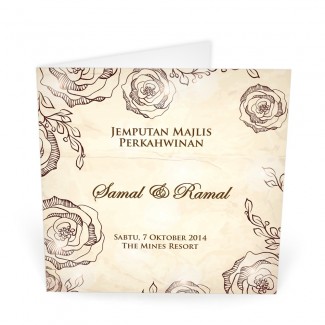 JEMPUTAN MAJLIS
PERKAHWINAN
Samal & Ramal
SABTU, 7 OKTOBER 2014
THE MINES RESORT